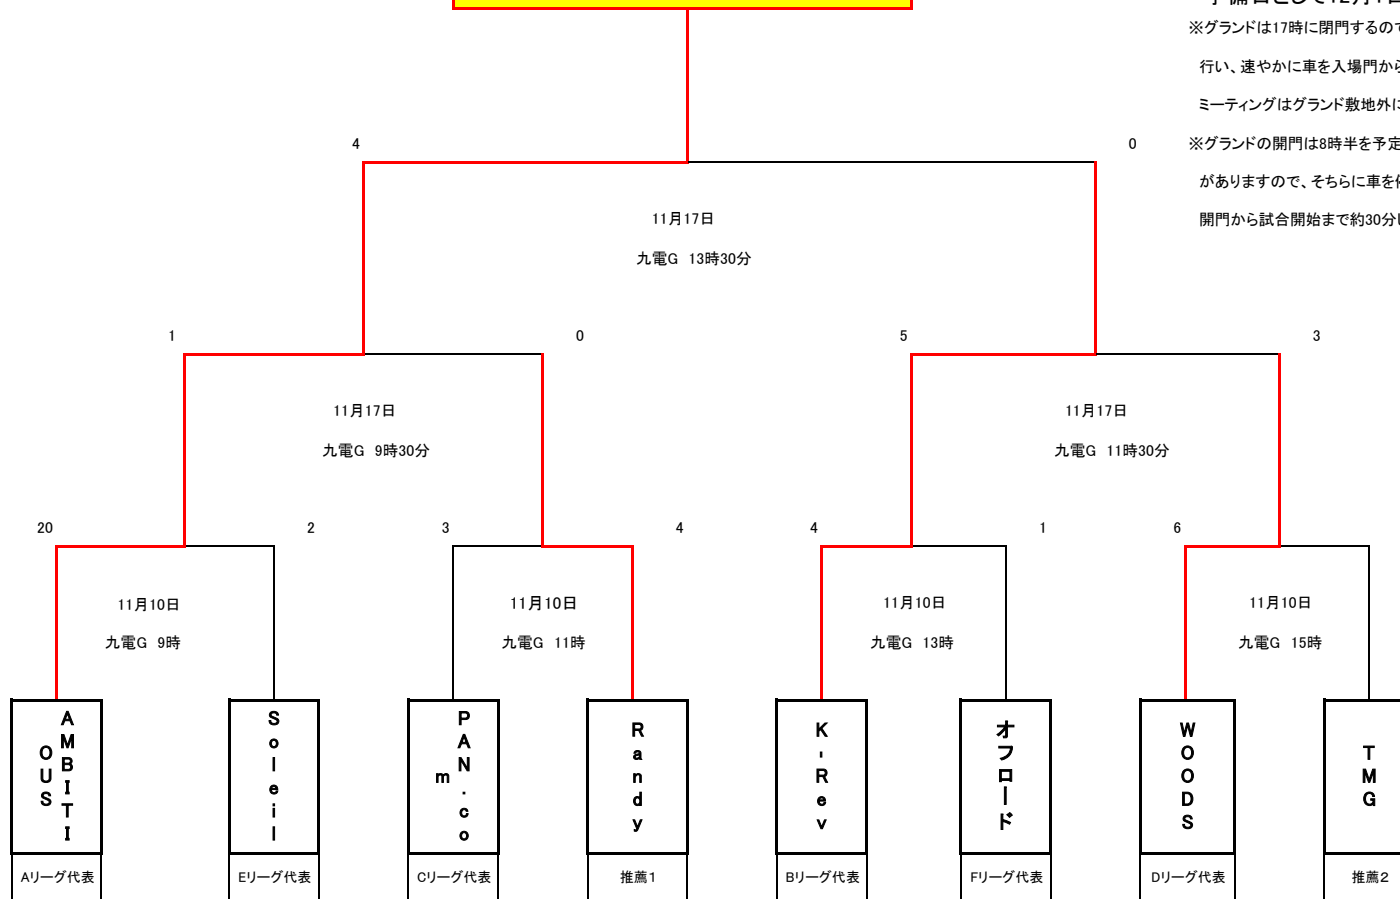 ※グランドは17時に閉門するので
行い、速やかに車を入場門から
ミーティングはグランド敷地外に
※グランドの開門は8時半を予定
がありますので、そちらに車を停
開門から試合開始まで約30分し
4
0
11月17日
九電G 13時30分
1
0
5
3
11月17日
九電G 9時30分
11月17日
九電G 11時30分
20
2
3
4
4
1
6
11月10日
九電G 9時
11月10日
九電G 11時
11月10日
九電G 13時
11月10日
九電G 15時
AMBITI
OUS
Soleil
PAN.co
m
Randy
K-Rev
オフロード
WOODS
TMG
Aリーグ代表
Eリーグ代表
Cリーグ代表
推薦1
Bリーグ代表
Fリーグ代表
Dリーグ代表
推薦2